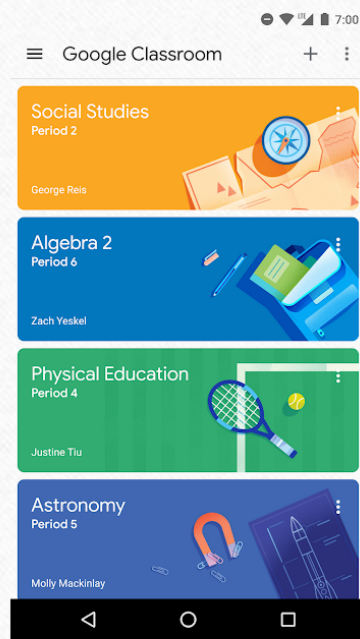 LTE 7:00
Google Classroom
Social Studies
Period 2
George Reis
Algebra 2
Period 6
Zach Yeskel
Physical Education
Period 4
Justine Tiu
Astronomy
Period 5
Molly Mackinlay